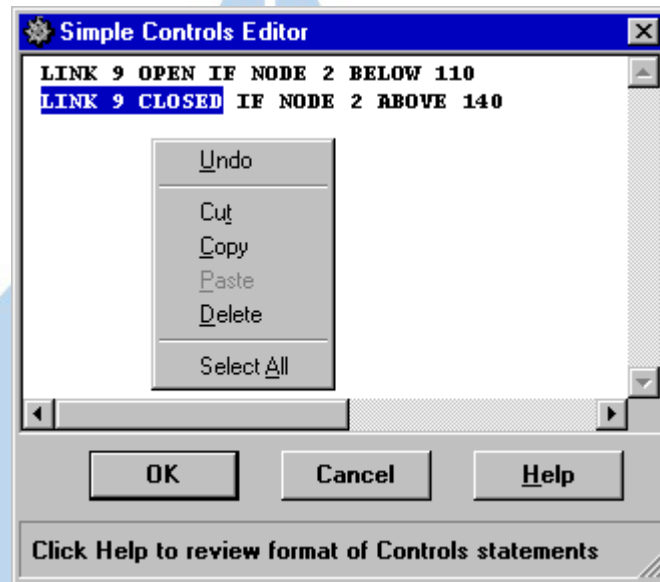 Simple Controls Editor
LINK 9 OPEN IF NODE 2 BELOW 110
LINK 9 CLOSED IF NODE 2 ABOVE 140
Undo
Cut
Copy
Paste
Delete
Select All
OK Cancel Help
Click Help to review format of Controls statements